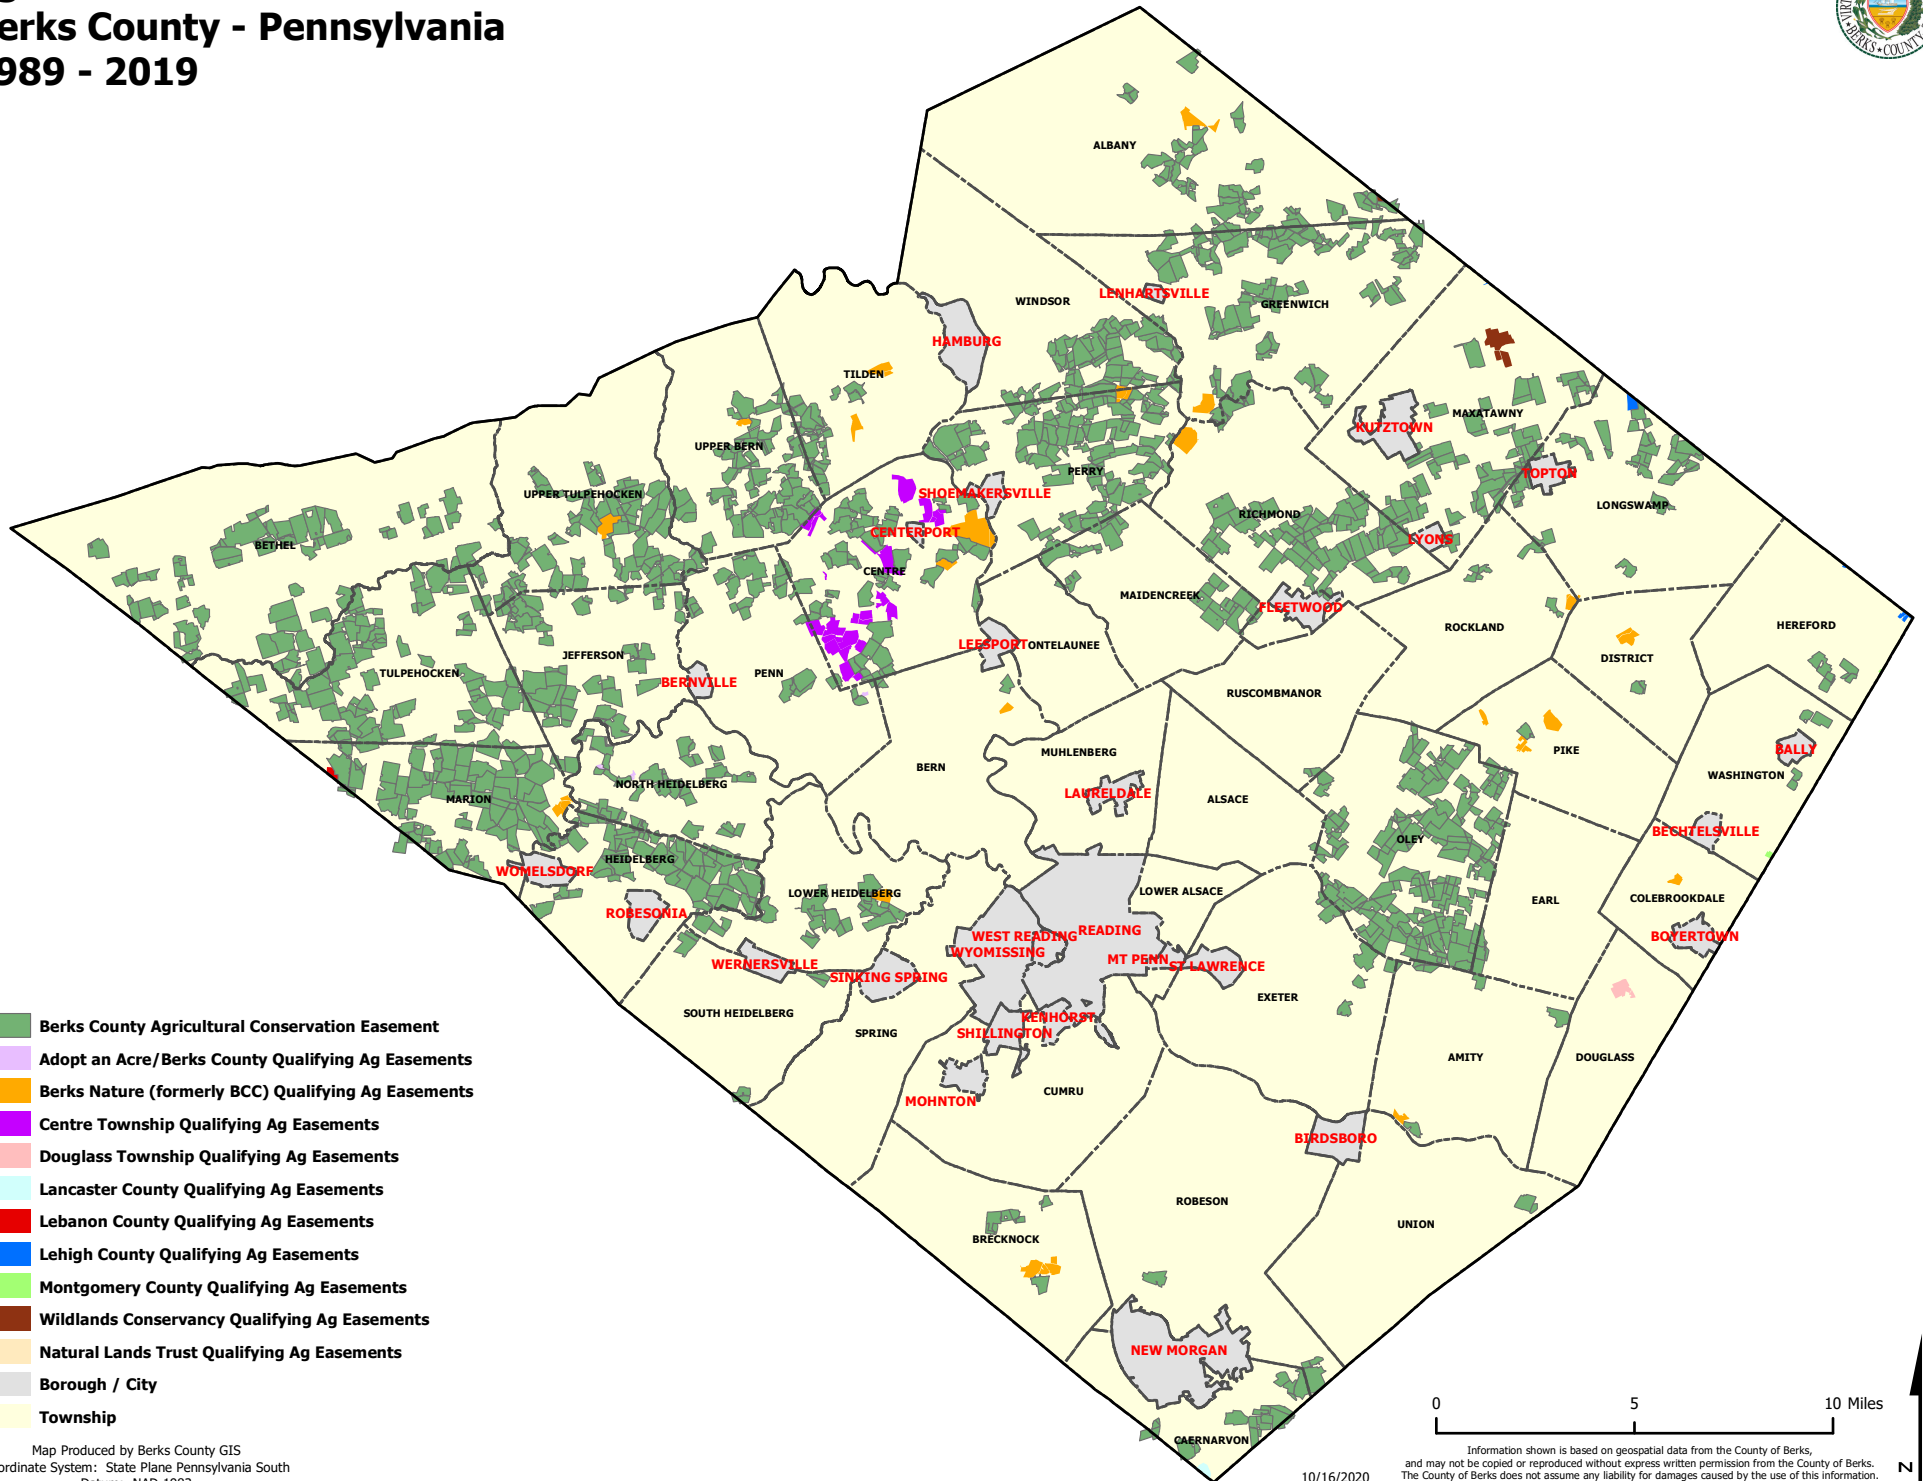 erks County - Pennsylvania
989 - 2019
VIRT
BERKS★COUNTY
ALBANY
WINDSOR
LENHARTSVILLE
GREENWICH
HAMBURG
TILDEN
MAXATAWNY
KUTZTOWN
UPPER BERN
PERRY
TOPTON
UPPER TULPEHOCKEN
SHOEMAKERSVILLE
LONGSWAMP
RICHMOND
CENTERPORT
LYONS
BETHEL
CENTRE
MAIDENCREEK
FLEETWOOD
ROCKLAND
HEREFORD
LEESPORT
ONTELAUNEE
JEFFERSON
DISTRICT
TULPEHOCKEN
PENN
BERNVILLE
RUSCOMBMANOR
MUHLENBERG
PIKE
BALLY
BERN
WASHINGTON
NORTH HEIDELBERG
LAURELDALE
ALSACE
MARION
BECHTELSVILLE
OLEY
HEIDELBERG
WOMELSDORF
LOWER HEIDELBERG
LOWER ALSACE
EARL
COLEBROOKDALE
ROBESONIA
READING
WEST READING
BOYERTOWN
WYOMISSING
MT PENN
WERNERSVILLE
ST LAWRENCE
SINKING SPRING
EXETER
SOUTH HEIDELBERG
KENHORST
SPRING
SHILLINGTON
AMITY
DOUGLASS
CUMRU
MOHNTON
BIRDSBORO
ROBESON
UNION
BRECKNOCK
NEW MORGAN
CAERNARVON
Berks County Agricultural Conservation Easement
Adopt an Acre/Berks County Qualifying Ag Easements
Berks Nature (formerly BCC) Qualifying Ag Easements
Centre Township Qualifying Ag Easements
Douglass Township Qualifying Ag Easements
Lancaster County Qualifying Ag Easements
Lebanon County Qualifying Ag Easements
Lehigh County Qualifying Ag Easements
Montgomery County Qualifying Ag Easements
Wildlands Conservancy Qualifying Ag Easements
Natural Lands Trust Qualifying Ag Easements
Borough / City
Township
Map Produced by Berks County GIS
ordinate System: State Plane Pennsylvania South
0 5 10 Miles
Information shown is based on geospatial data from the County of Berks,
and may not be copied or reproduced without express written permission from the County of Berks.
The County of Berks does not assume any liability for damages caused by the use of this information.
10/16/2020
N